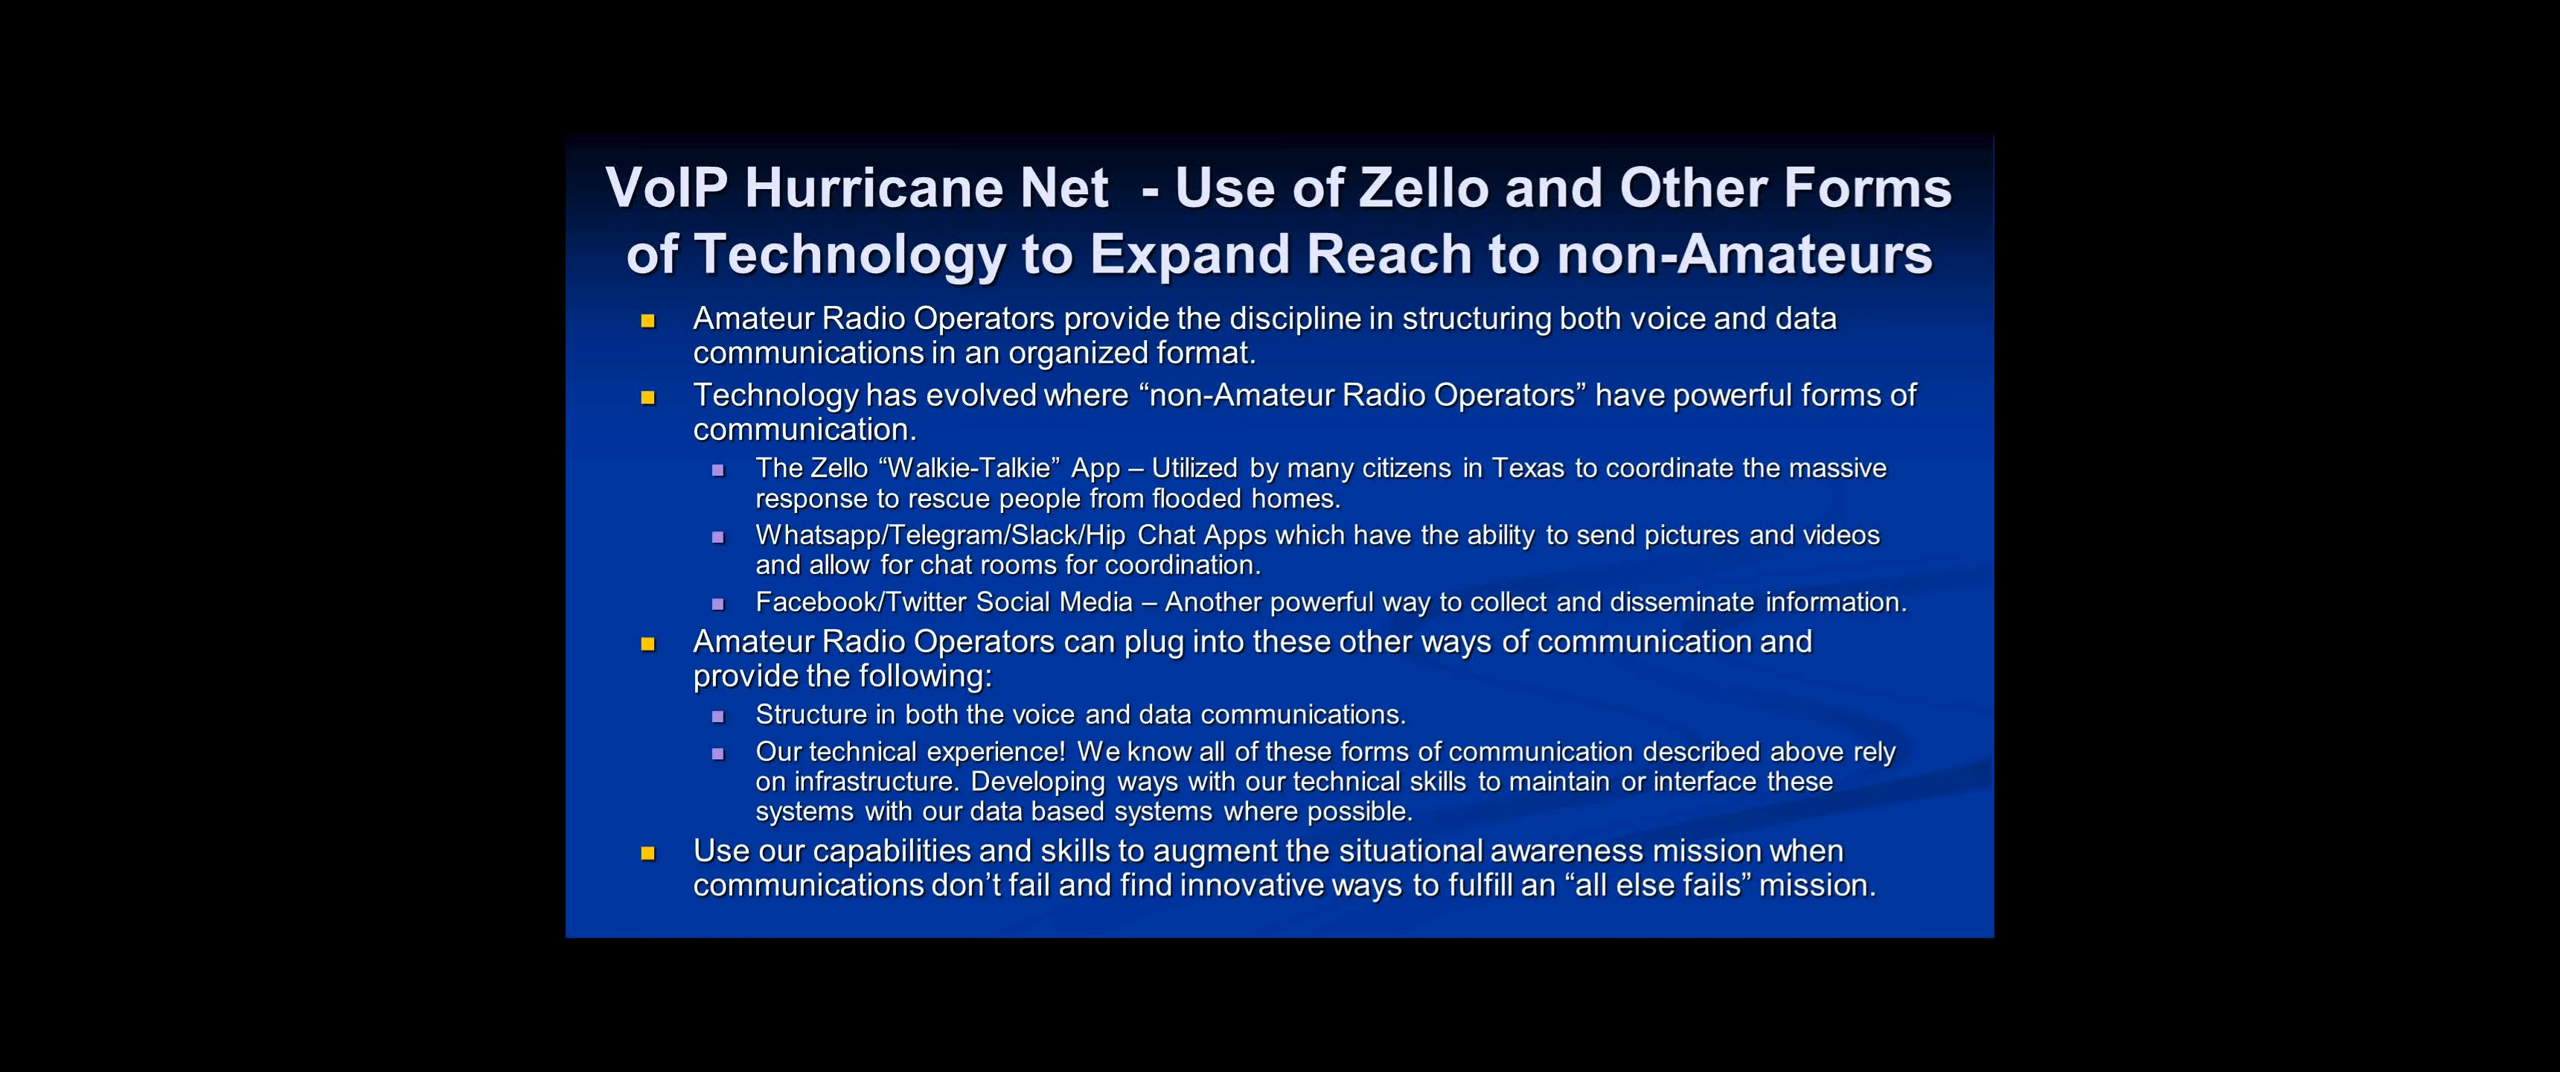 VoIP Hurricane Net  - Use of Zello and Other Forms
of Technology to Expand Reach to non-Amateurs
Amateur Radio Operators provide the discipline in structuring both voice and data
communications in an organized format.
Technology has evolved where “non-Amateur Radio Operators” have powerful forms of
communication.
The Zello “Walkie-Talkie” App – Utilized by many citizens in Texas to coordinate the massive
response to rescue people from flooded homes.
Whatsapp/Telegram/Slack/Hip Chat Apps which have the ability to send pictures and videos
and allow for chat rooms for coordination.
Facebook/Twitter Social Media – Another powerful way to collect and disseminate information.
Amateur Radio Operators can plug into these other ways of communication and
provide the following:
Structure in both the voice and data communications.
Our technical experience! We know all of these forms of communication described above rely
on infrastructure. Developing ways with our technical skills to maintain or interface these
systems with our data based systems where possible.
Use our capabilities and skills to augment the situational awareness mission when
communications don’t fail and find innovative ways to fulfill an “all else fails” mission.